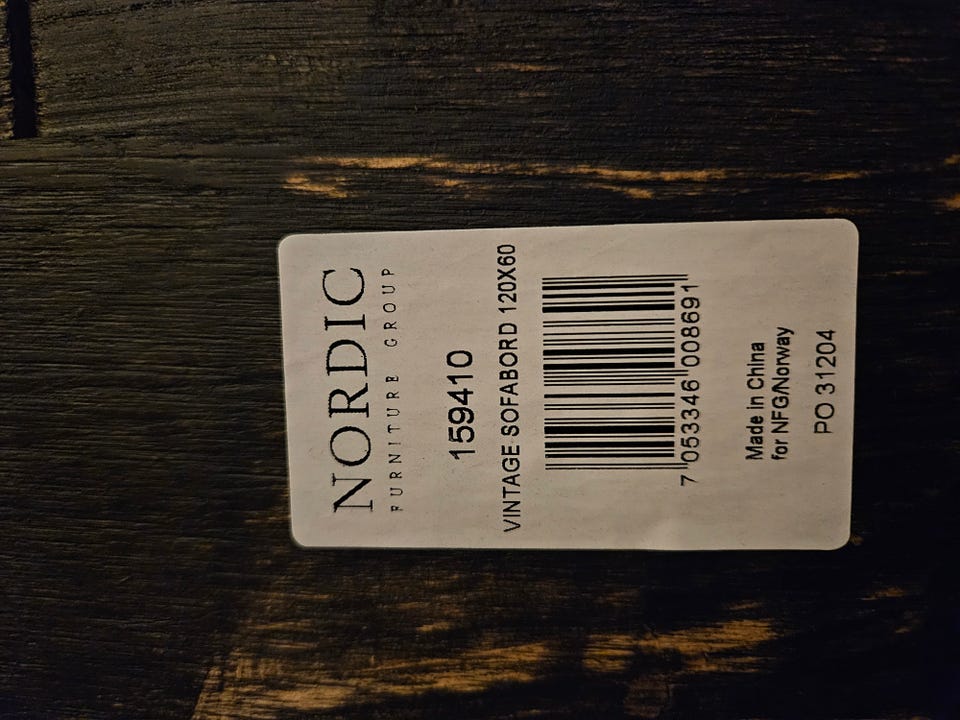 NORDIC
FURNITURE GROUP
159410
VINTAGE SOFABORD 120X60
7 053346 008691
Made in China
for NFG/Norway
PO 31204